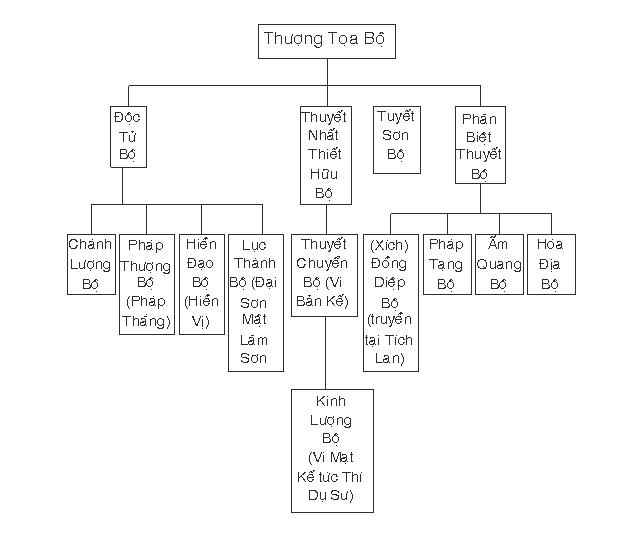 Thượng Tọa Bộ
Độc
Tử
Bộ
Thuyết
Nhất
Thiết
Hữu
Bộ
Tuyết
Sơn
Bộ
Phân
Biệt
Thuyết
Bộ
Chánh
Lượng
Bộ
Pháp
Thượng
Bộ
(Pháp
Thắng)
Hiền
Đạo
Bộ
(Hiền
Vị)
Lục
Thành
Bộ (Đại
Sơn
Mật
Lâm
Sơn
Thuyết
Chuyển
Bộ (Vi
Bản Kế)
(Xích)
Đồng
Diệp
Bộ
(truyền
tại Tích
Lan)
Pháp
Tạng
Bộ
Ẩm
Quang
Bộ
Hóa
Địa
Bộ
Kinh
Lượng
Bộ
(Vi Mạt
Kế tức Thí
Dụ Sư)